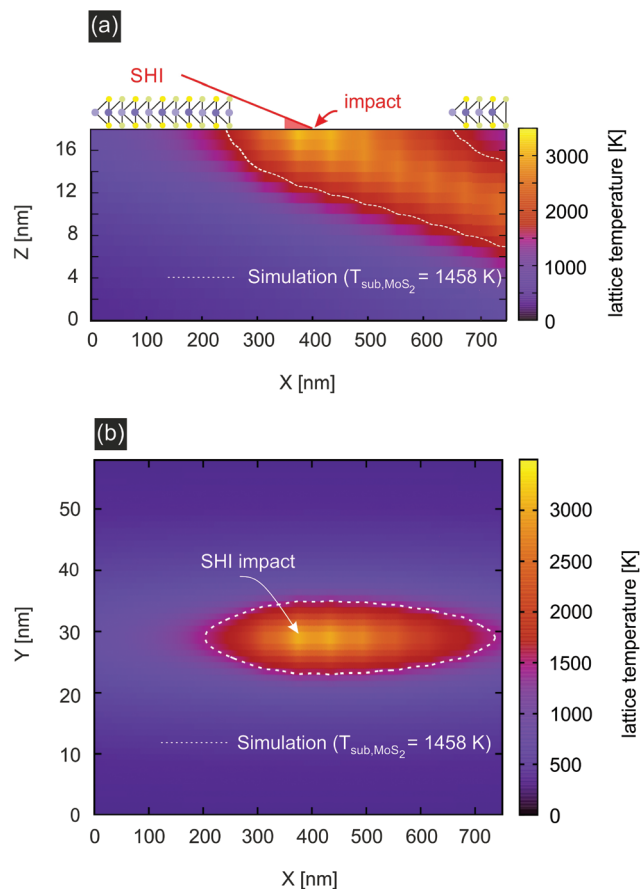 (a)
SHI
impact
16
12
8
4
0
Z [nm]
Simulation (Tsub,MoS2 = 1458 K)
0 100 200 300 400 500 600 700
X [nm]
3000
2000
1000
0
lattice temperature [K]
(b)
50
40
30
20
10
0
Y [nm]
SHI impact
Simulation (Tsub,MoS2 = 1458 K)
0 100 200 300 400 500 600 700
X [nm]
3000
2500
2000
1500
1000
500
0
lattice temperature [K]